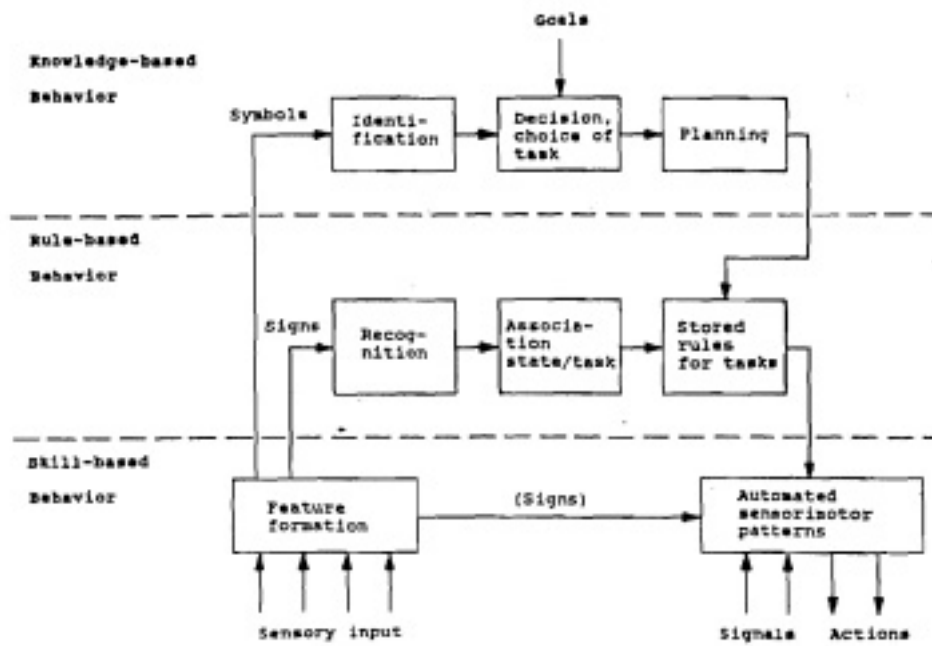 Goals
Knowledge-based
Behavior
Symbols
Identi-
fication
Decision,
choice of
task
Planning
Rule-based
Behavior
Signs
Recog-
nition
Associa-
tion
state/task
Stored
rules
for tasks
Skill-based
Behavior
Feature
formation
(Signs)
Automated
sensorimotor
patterns
Sensory input
Signals
Actions